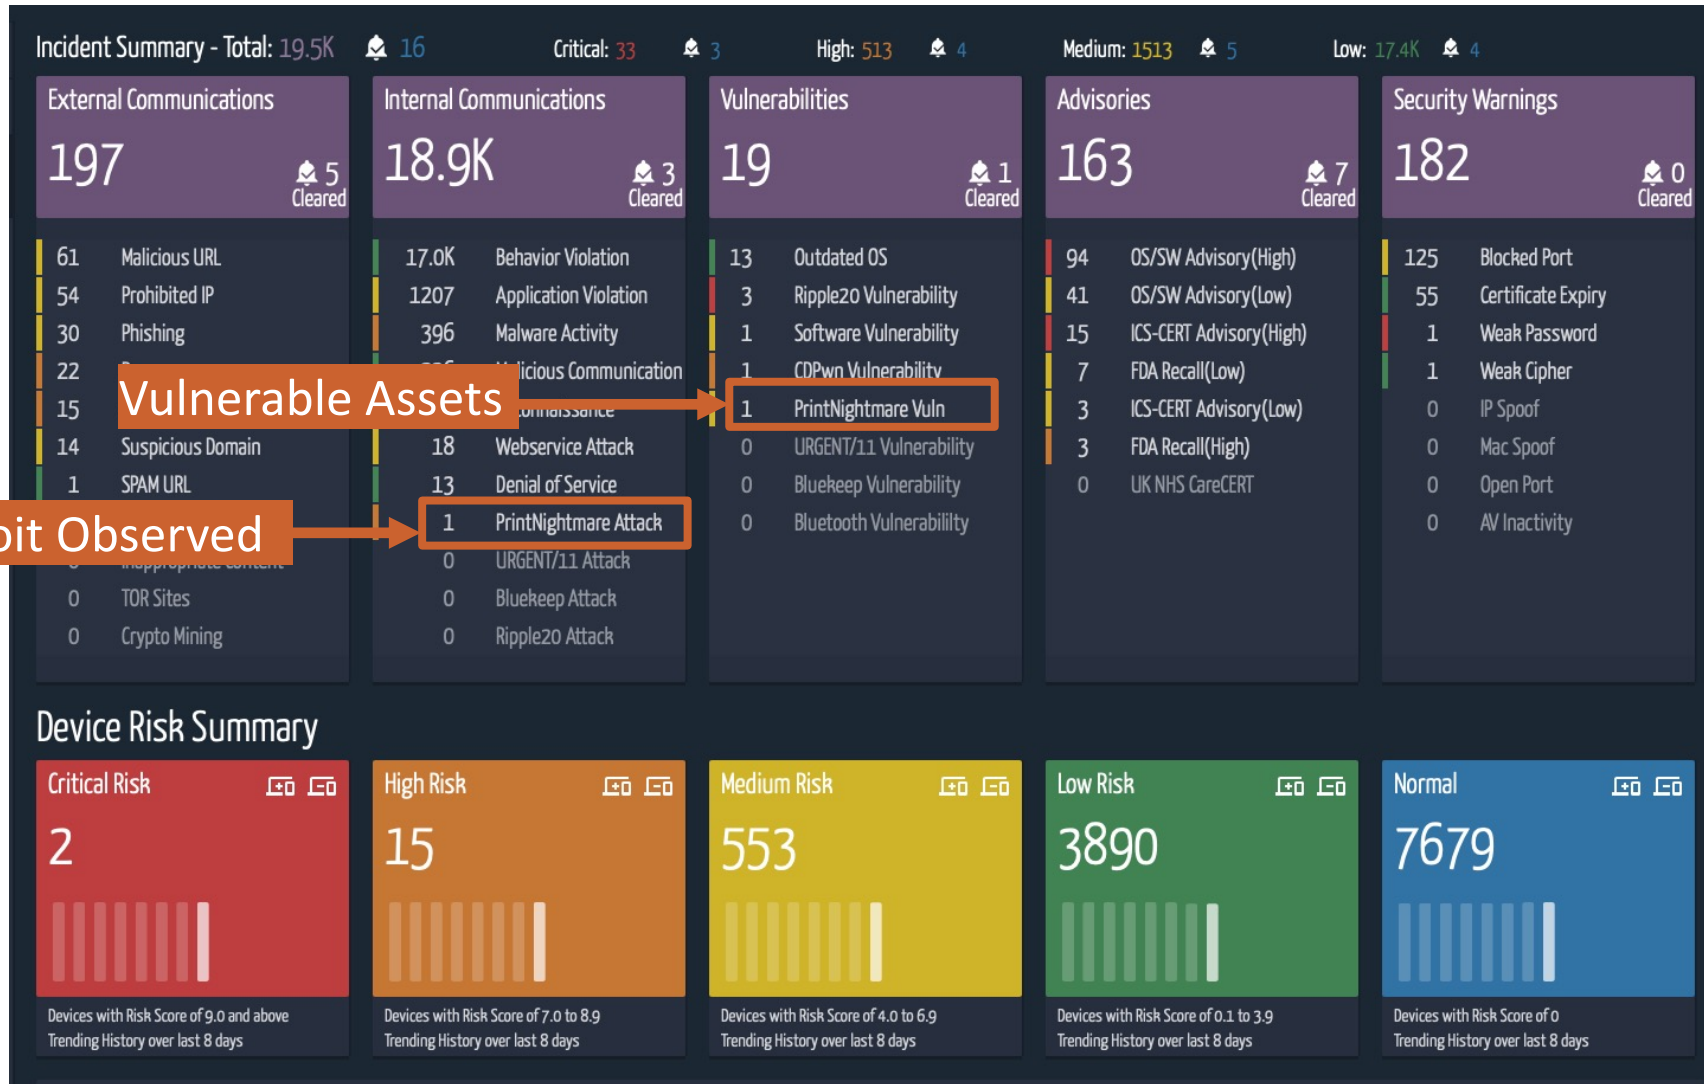 Incident Summary - Total: 19.5K 16 Critical: 33 3 High: 513 4 Medium: 1513 5 Low: 17.4K 4
External Communications
197
5
Cleared
61 Malicious URL
54 Prohibited IP
30 Phishing
22
15
14 Suspicious Domain
1 SPAM URL
0 TOR Sites
0 Crypto Mining
Internal Communications
18.9K
3
Cleared
17.0K Behavior Violation
1207 Application Violation
396 Malware Activity
Communication
18 Webservice Attack
13 Denial of Service
1 PrintNightmare Attack
0 URGENT/11 Attack
0 Bluekeep Attack
0 Ripple20 Attack
Vulnerabilities
19
1
Cleared
13 Outdated OS
3 Ripple20 Vulnerability
1 Software Vulnerability
1 CDPwn Vulnerability
1 PrintNightmare Vuln
0 URGENT/11 Vulnerability
0 Bluekeep Vulnerability
0 Bluetooth Vulnerabililty
Advisories
163
7
Cleared
94 OS/SW Advisory(High)
41 OS/SW Advisory(Low)
15 ICS-CERT Advisory(High)
7 FDA Recall(Low)
3 ICS-CERT Advisory(Low)
3 FDA Recall(High)
0 UK NHS CareCERT
Security Warnings
182
0
Cleared
125 Blocked Port
55 Certificate Expiry
1 Weak Password
1 Weak Cipher
0 IP Spoof
0 Mac Spoof
0 Open Port
0 AV Inactivity
Vulnerable Assets
oit Observed
Device Risk Summary
Critical Risk
2
Devices with Risk Score of 9.0 and above
Trending History over last 8 days
High Risk
15
Devices with Risk Score of 7.0 to 8.9
Trending History over last 8 days
Medium Risk
553
Devices with Risk Score of 4.0 to 6.9
Trending History over last 8 days
Low Risk
3890
Devices with Risk Score of 0.1 to 3.9
Trending History over last 8 days
Normal
7679
Devices with Risk Score of 0
Trending History over last 8 days